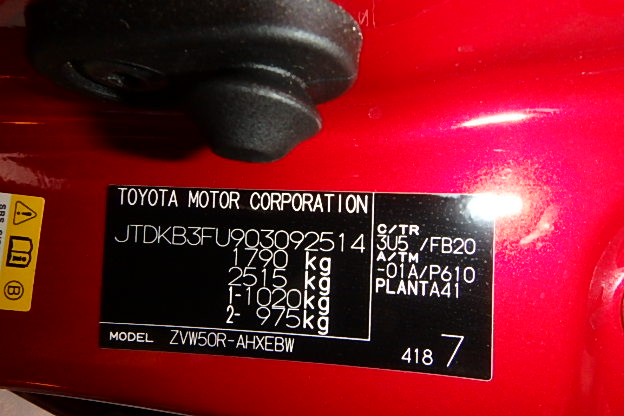 TOYOTA MOTOR CORPORATION
JTDKB3FU903092514
1790 kg
2515 kg
1-1020kg
2- 975kg
C/TR
3U5 /FB20
A/TM
-01A/P610
PLANTA41
MODEL ZVW50R-AHXEBW
418 7